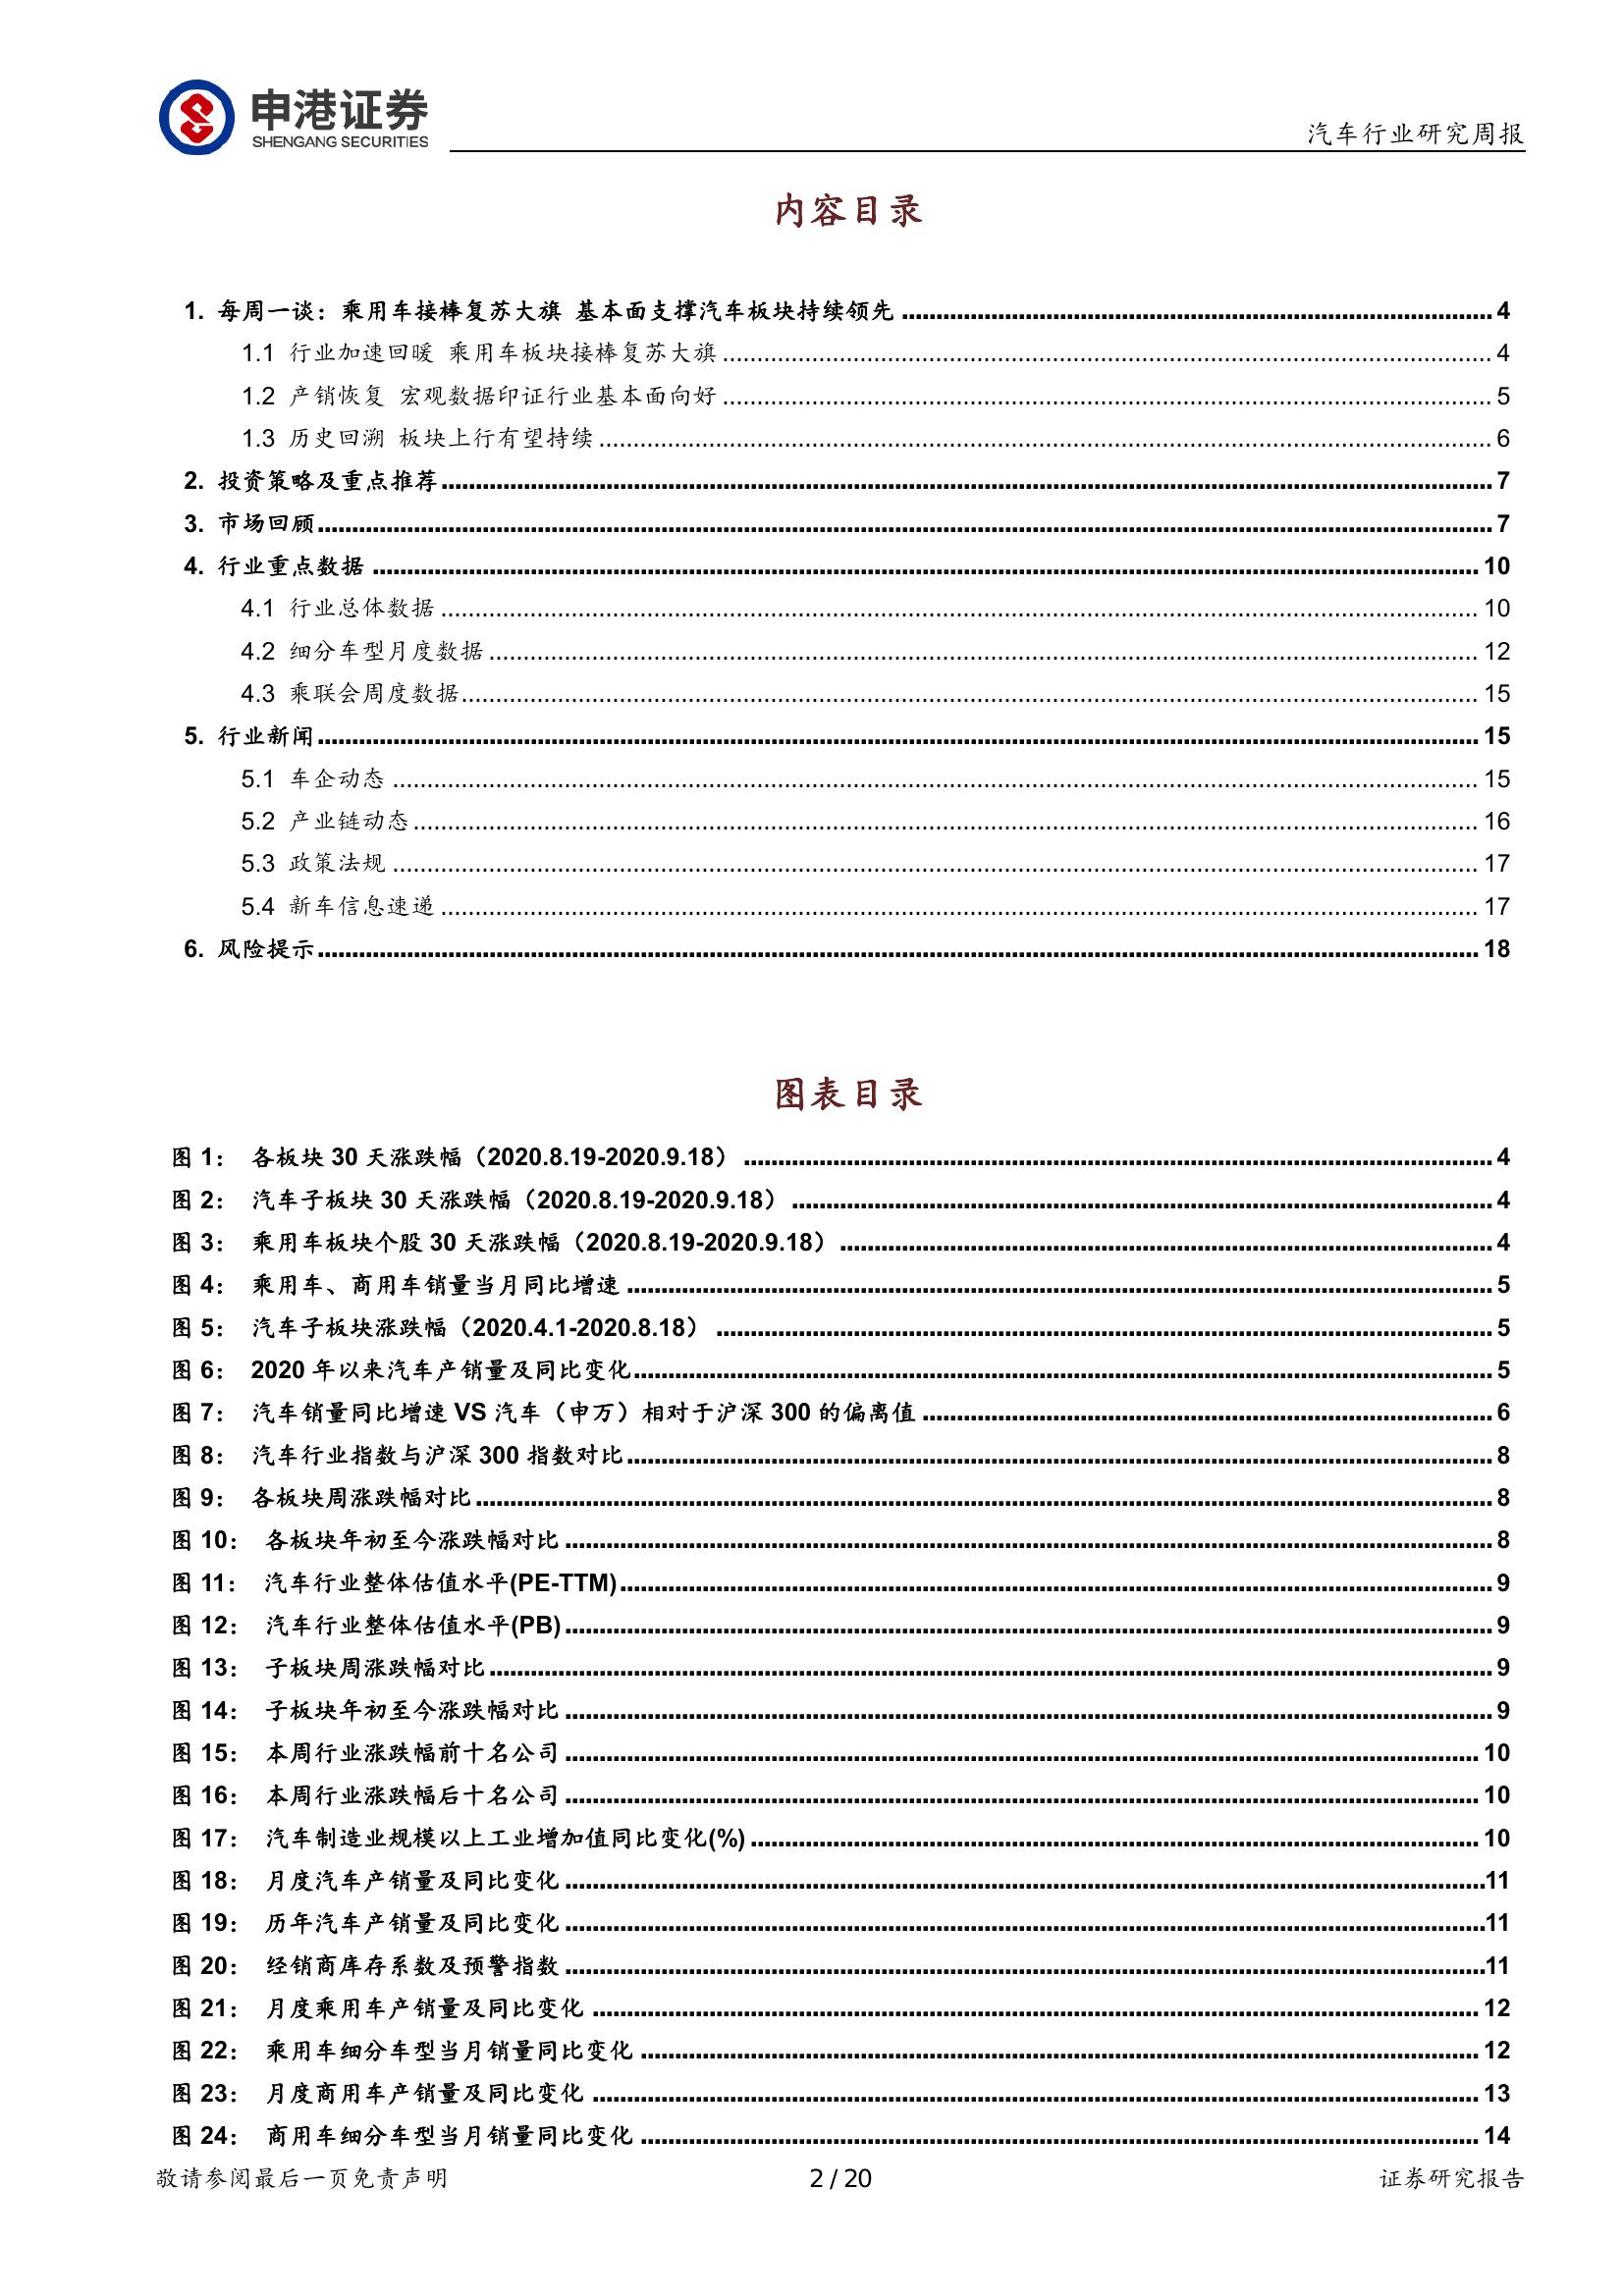 申港证券
SHENGANG SECURITIES
汽车行业研究周报
内容目录
1. 每周一谈：乘用车接棒复苏大旗 基本面支撑汽车板块持续领先 4
1.1 行业加速回暖 乘用车板块接棒复苏大旗 4
1.2 产销恢复 宏观数据印证行业基本面向好 5
1.3 历史回溯 板块上行有望持续 6
2. 投资策略及重点推荐 7
3. 市场回顾 7
4. 行业重点数据 10
4.1 行业总体数据 10
4.2 细分车型月度数据 12
4.3 乘联会周度数据 15
5. 行业新闻 15
5.1 车企动态 15
5.2 产业链动态 16
5.3 政策法规 17
5.4 新车信息速递 17
6. 风险提示 18
图表目录
图 1： 各板块 30 天涨跌幅（2020.8.19-2020.9.18） 4
图 2： 汽车子板块 30 天涨跌幅（2020.8.19-2020.9.18） 4
图 3： 乘用车板块个股 30 天涨跌幅（2020.8.19-2020.9.18） 4
图 4： 乘用车、商用车销量当月同比增速 5
图 5： 汽车子板块涨跌幅（2020.4.1-2020.8.18） 5
图 6： 2020 年以来汽车产销量及同比变化 5
图 7： 汽车销量同比增速 VS 汽车（申万）相对于沪深 300 的偏离值 6
图 8： 汽车行业指数与沪深 300 指数对比 8
图 9： 各板块周涨跌幅对比 8
图 10： 各板块年初至今涨跌幅对比 8
图 11： 汽车行业整体估值水平(PE-TTM) 9
图 12： 汽车行业整体估值水平(PB) 9
图 13： 子板块周涨跌幅对比 9
图 14： 子板块年初至今涨跌幅对比 9
图 15： 本周行业涨跌幅前十名公司 10
图 16： 本周行业涨跌幅后十名公司 10
图 17： 汽车制造业规模以上工业增加值同比变化(%) 10
图 18： 月度汽车产销量及同比变化 11
图 19： 历年汽车产销量及同比变化 11
图 20： 经销商库存系数及预警指数 11
图 21： 月度乘用车产销量及同比变化 12
图 22： 乘用车细分车型当月销量同比变化 12
图 23： 月度商用车产销量及同比变化 13
图 24： 商用车细分车型当月销量同比变化 14
敬请参阅最后一页免责声明 2 / 20 证券研究报告